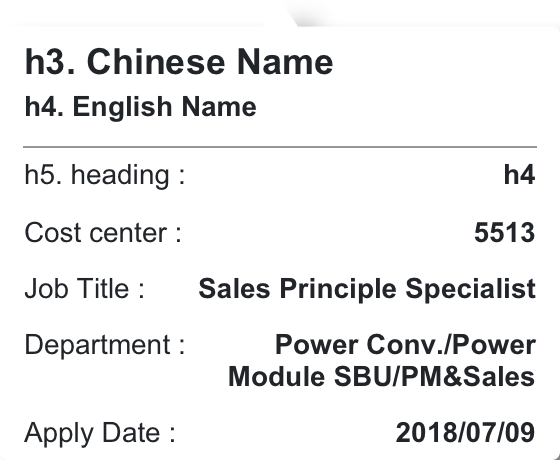 h3. Chinese Name
h4. English Name
h5. heading : h4
Cost center : 5513
Job Title : Sales Principle Specialist
Department : Power Conv./Power
Module SBU/PM&Sales
Apply Date : 2018/07/09